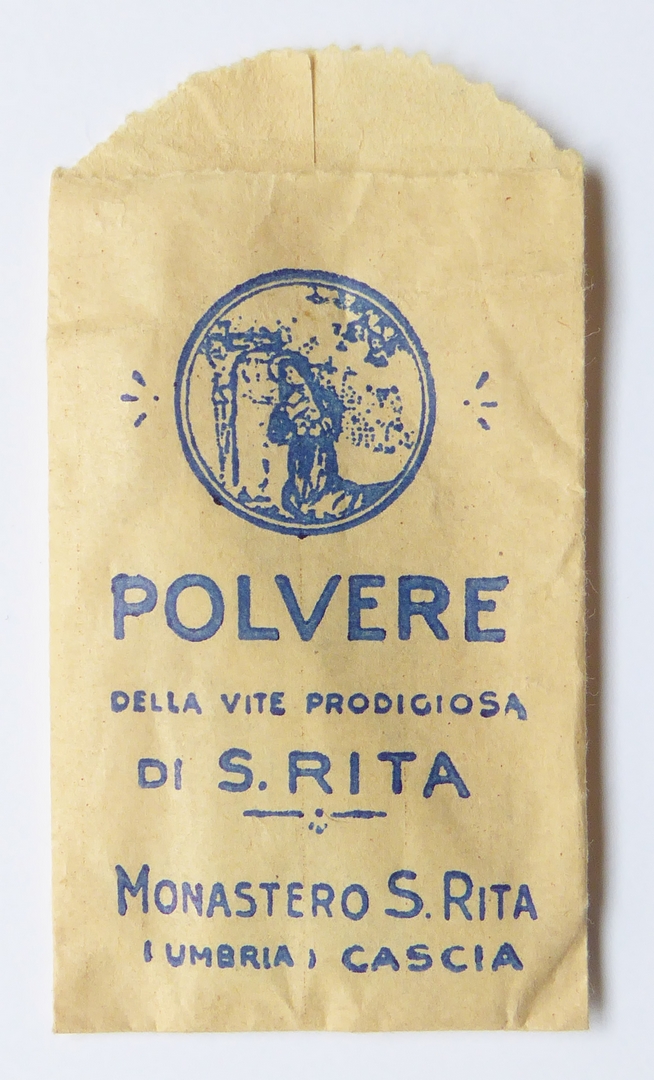 POLVERE
DELLA VITE PRODIGIOSA
DI S. RITA
MONASTERO S. RITA
(UMBRIA) CASCIA